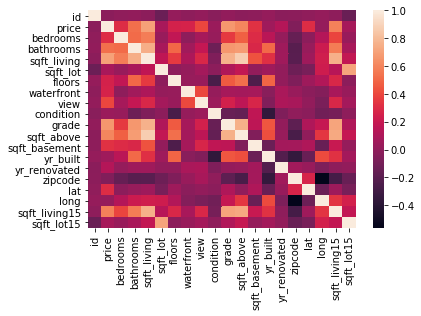 id
price
bedrooms
bathrooms
sqft_living
sqft_lot
floors
waterfront
view
condition
grade
sqft_above
sqft_basement
yr_built
yr_renovated
zipcode
lat
long
sqft_living15
sqft_lot15
id
price
bedrooms
bathrooms
sqft_living
sqft_lot
floors
waterfront
view
condition
grade
sqft_above
sqft_basement
yr_built
yr_renovated
zipcode
lat
long
sqft_living15
sqft_lot15
1.0
0.8
0.6
0.4
0.2
0.0
−0.2
−0.4